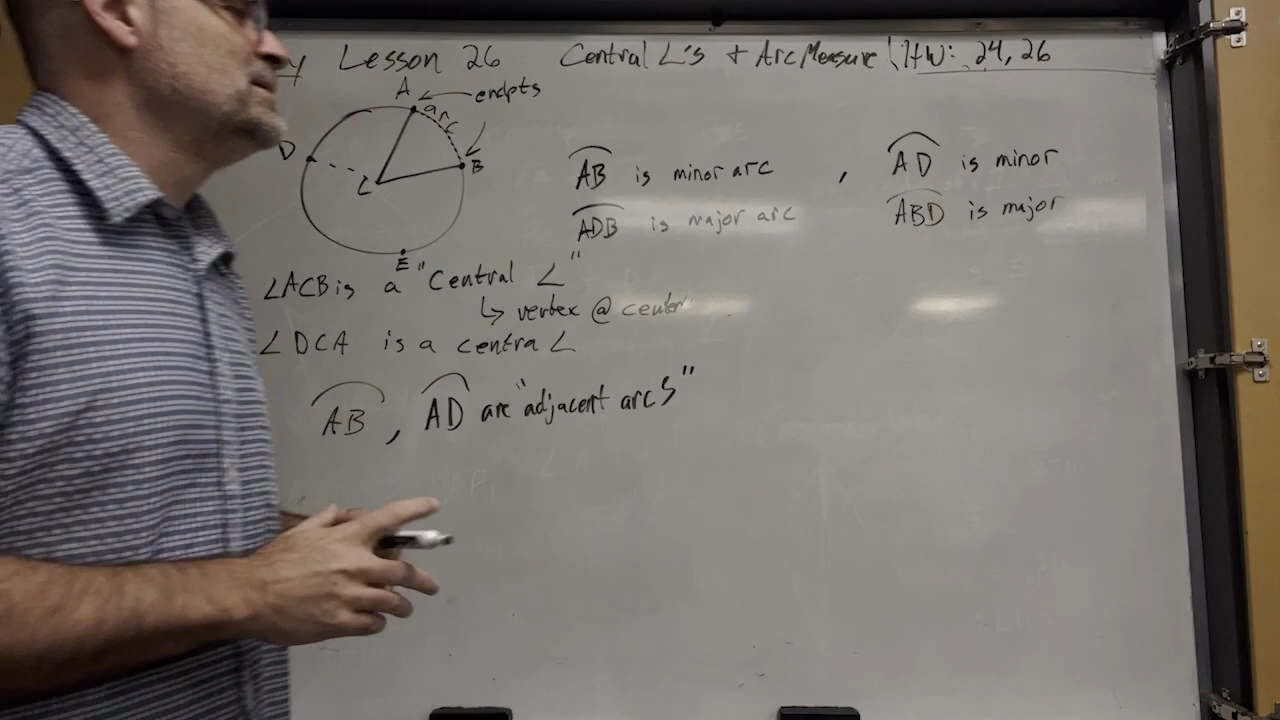 y Lesson 26 Central ∠'s + Arc Measure | HW: 24, 26
A endpts
arc
D
B
C
E
AB is minor arc , AD is minor
ADB is major arc ABD is major
∠ACB is a "Central ∠"
↳ vertex @ center
∠DCA is a central ∠
AB , AD are "adjacent arcs"